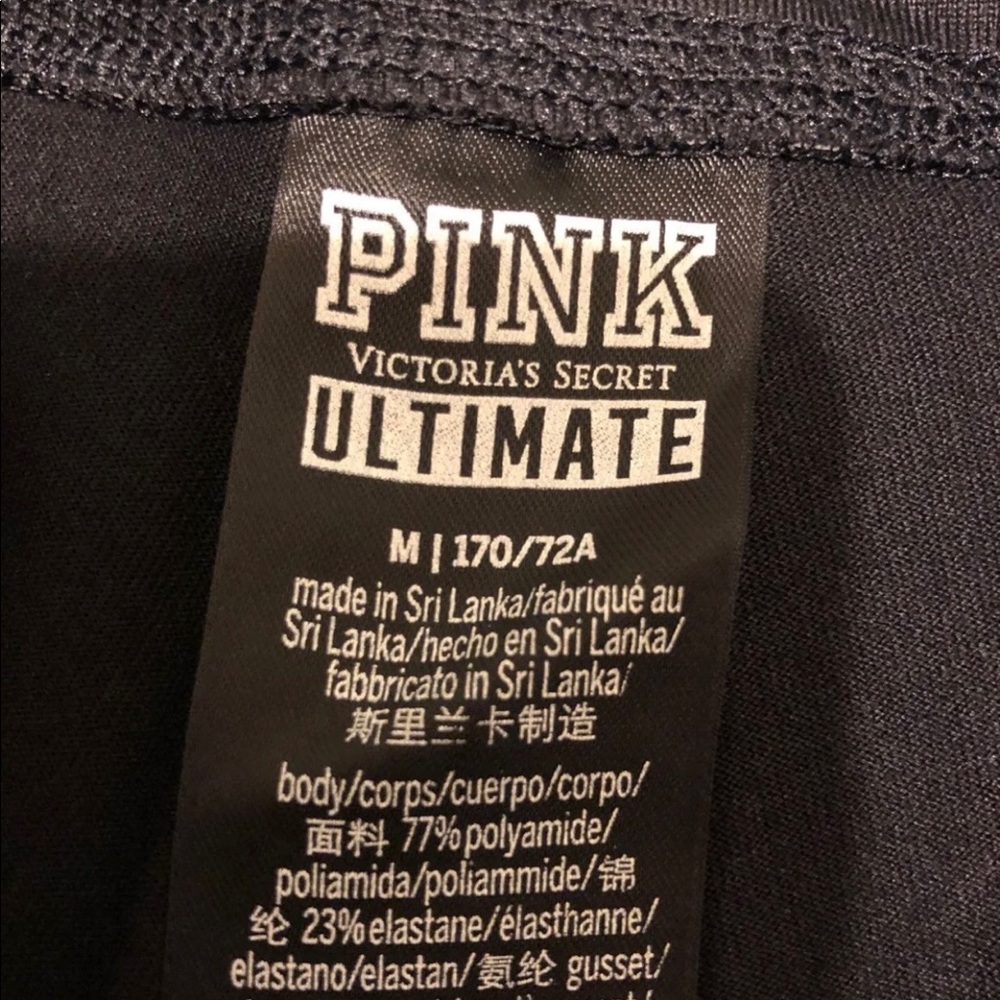 PINK
VICTORIA'S SECRET
ULTIMATE
M | 170/72A
made in Sri Lanka/fabriqué au
Sri Lanka/hecho en Sri Lanka/
fabbricato in Sri Lanka/
斯里兰卡制造
body/corps/cuerpo/corpo/
面料 77%polyamide/
poliamida/poliammide/锦
纶 23%elastane/élasthanne/
elastano/elastan/氨纶 gusset/